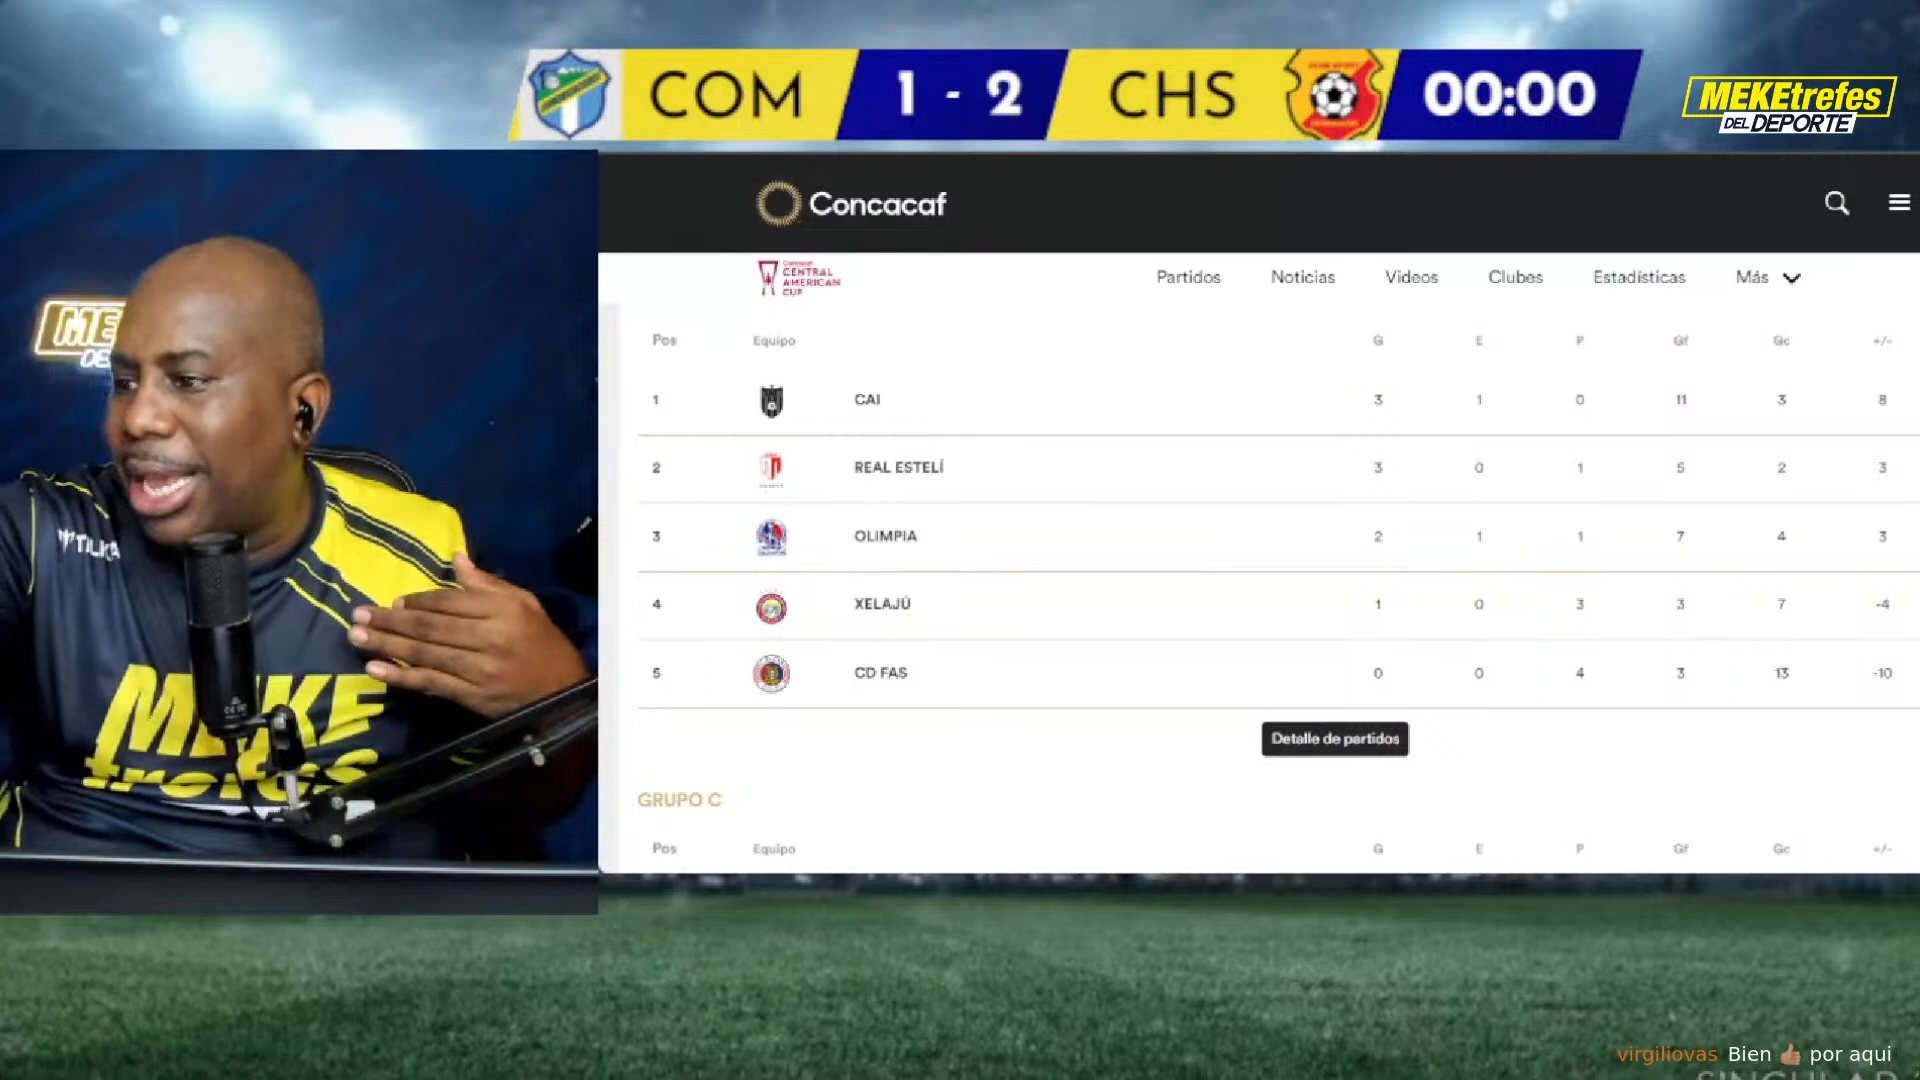 COM 1 - 2 CHS 00:00
MEKEtrefes
DEL DEPORTE
Concacaf
Concacaf
CENTRAL
AMERICAN
CUP
Partidos Noticias Videos Clubes Estadísticas Más
Pos Equipo G E P Gf Gc +/-
1 CAI 3 1 0 11 3 8
2 REAL ESTELÍ 3 0 1 5 2 3
3 OLIMPIA 2 1 1 7 4 3
4 XELAJÚ 1 0 3 3 7 -4
5 CD FAS 0 0 4 3 13 -10
Detalle de partidos
GRUPO C
Pos Equipo G E P Gf Gc +/-
MEKE
trefes
virgiliovas Bien 👍🏽 por aqui